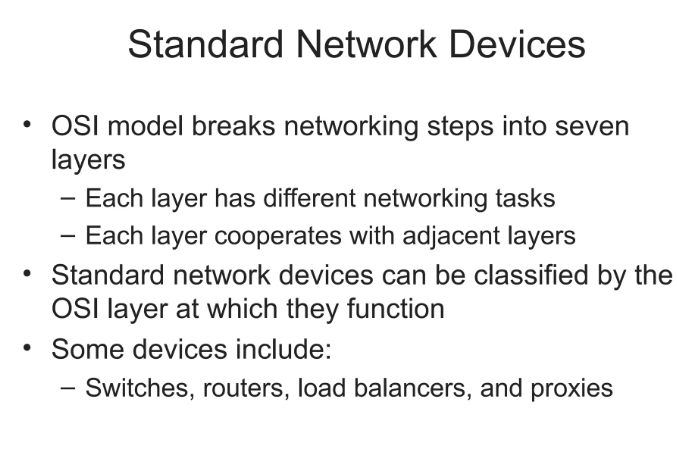 Standard Network Devices
• OSI model breaks networking steps into seven
layers
– Each layer has different networking tasks
– Each layer cooperates with adjacent layers
• Standard network devices can be classified by the
OSI layer at which they function
• Some devices include:
– Switches, routers, load balancers, and proxies